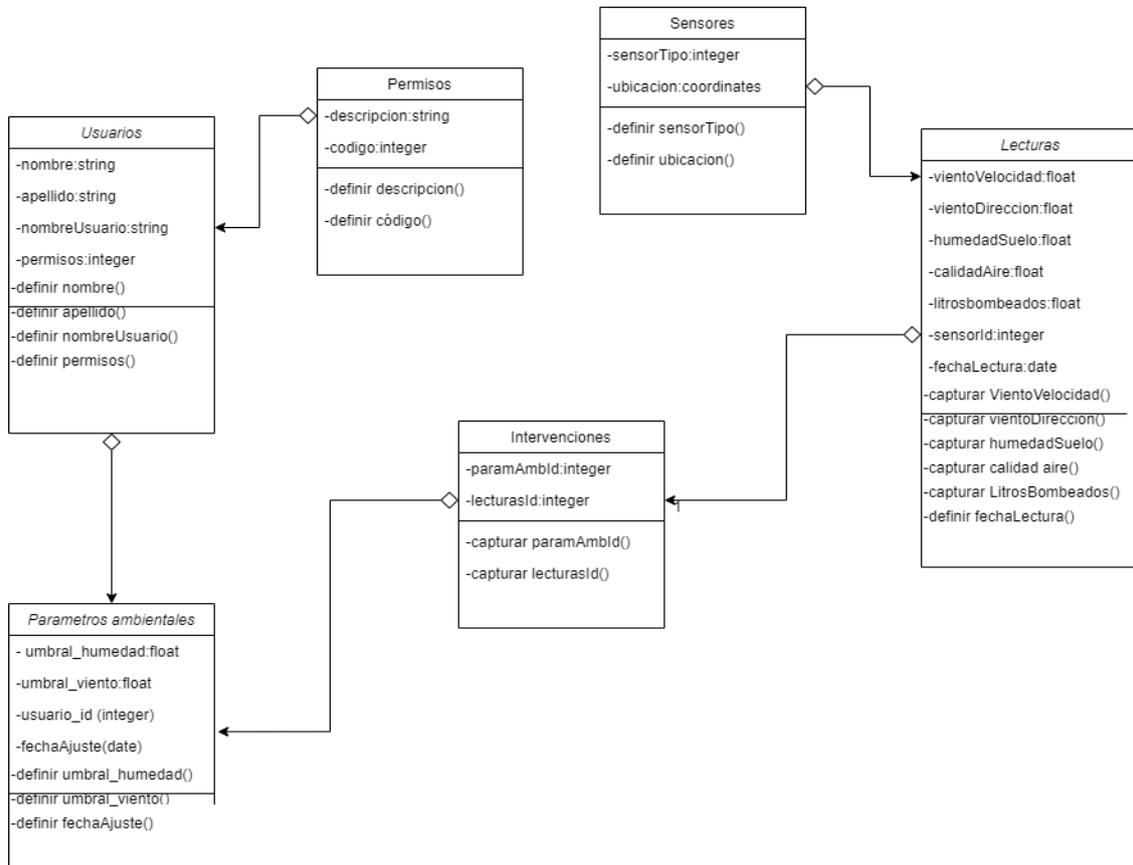 Sensores
-sensorTipo:integer
-ubicacion:coordinates
-definir sensorTipo()
-definir ubicacion()
Permisos
-descripcion:string
-codigo:integer
-definir descripcion()
-definir código()
Usuarios
-nombre:string
-apellido:string
-nombreUsuario:string
-permisos:integer
-definir nombre()
-definir apellido()
-definir nombreUsuario()
-definir permisos()
Lecturas
-vientoVelocidad:float
-vientoDireccion:float
-humedadSuelo:float
-calidadAire:float
-litrosbombeados:float
-sensorId:integer
-fechaLectura:date
-capturar VientoVelocidad()
-capturar vientoDireccion()
-capturar humedadSuelo()
-capturar calidad aire()
-capturar LitrosBombeados()
-definir fechaLectura()
Intervenciones
-paramAmbId:integer
-lecturasId:integer
-capturar paramAmbId()
-capturar lecturasId()
1
Parametros ambientales
- umbral_humedad:float
-umbral_viento:float
-usuario_id (integer)
-fechaAjuste(date)
-definir umbral_humedad()
-definir umbral_viento()
-definir fechaAjuste()